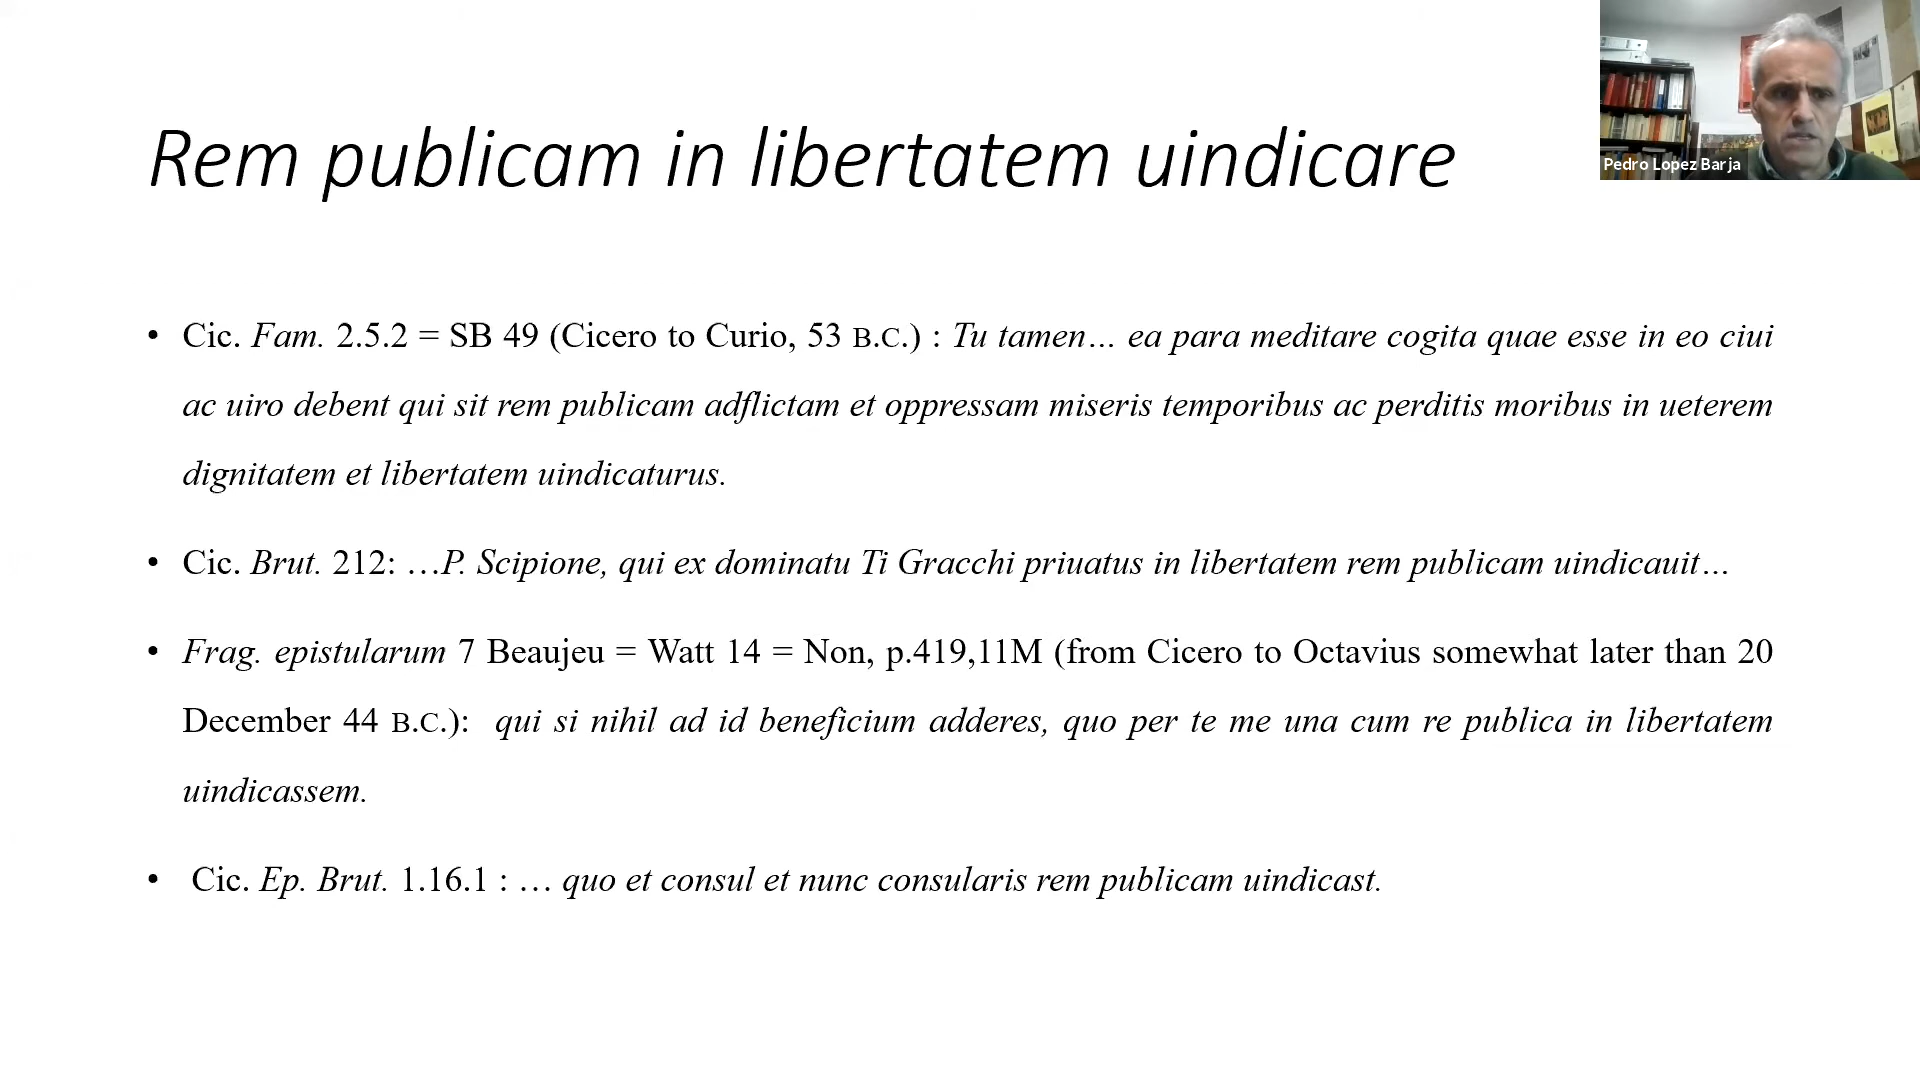 Rem publicam in libertatem uindicare
Pedro Lopez Barja
• Cic. Fam. 2.5.2 = SB 49 (Cicero to Curio, 53 B.C.) : Tu tamen… ea para meditare cogita quae esse in eo ciui
ac uiro debent qui sit rem publicam adflictam et oppressam miseris temporibus ac perditis moribus in ueterem
dignitatem et libertatem uindicaturus.
• Cic. Brut. 212: …P. Scipione, qui ex dominatu Ti Gracchi priuatus in libertatem rem publicam uindicauit…
• Frag. epistularum 7 Beaujeu = Watt 14 = Non, p.419,11M (from Cicero to Octavius somewhat later than 20
December 44 B.C.): qui si nihil ad id beneficium adderes, quo per te me una cum re publica in libertatem
uindicassem.
• Cic. Ep. Brut. 1.16.1 : … quo et consul et nunc consularis rem publicam uindicast.